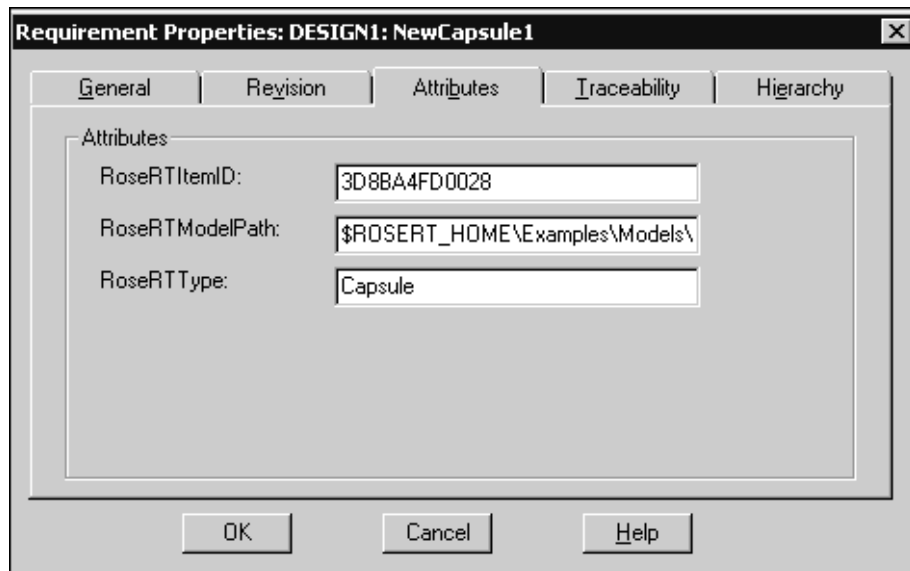 Requirement Properties: DESIGN1: NewCapsule1
General Revision Attributes Traceability Hierarchy
Attributes
RoseRTItemID: 3D8BA4FD0028
RoseRTModelPath: $ROSERT_HOME\Examples\Models\
RoseRTType: Capsule
OK Cancel Help